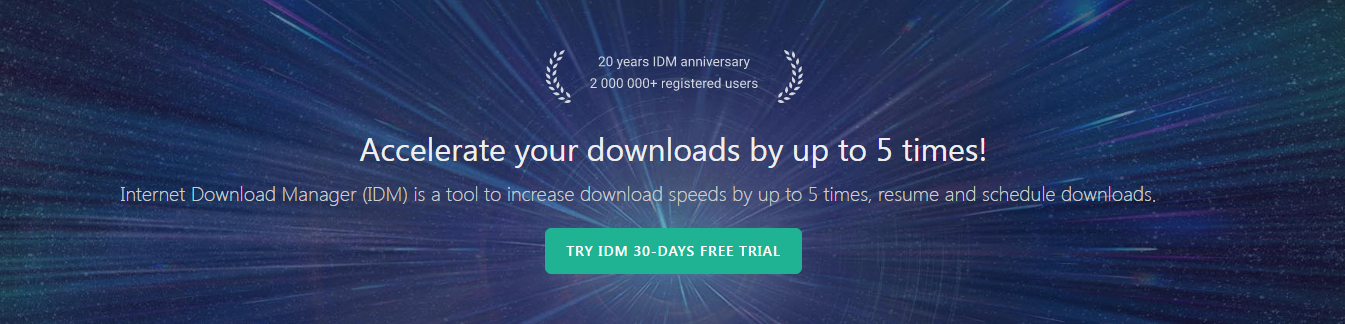 20 years IDM anniversary
2 000 000+ registered users
Accelerate your downloads by up to 5 times!
Internet Download Manager (IDM) is a tool to increase download speeds by up to 5 times, resume and schedule downloads.
TRY IDM 30-DAYS FREE TRIAL